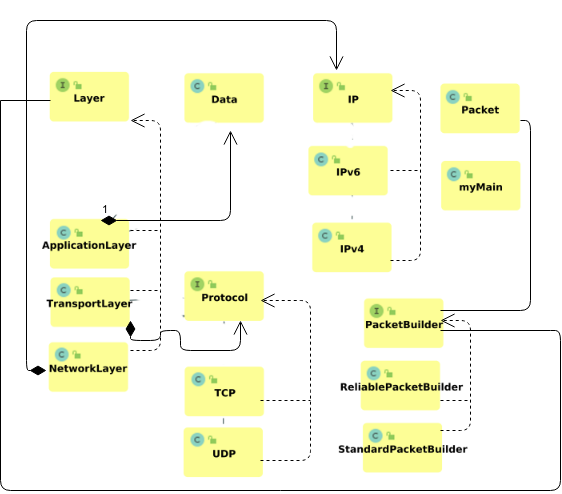 I Layer
C Data
I IP
C Packet
C IPv6
C myMain
1
C ApplicationLayer
C IPv4
C TransportLayer
I Protocol
I PacketBuilder
C NetworkLayer
C TCP
C ReliablePacketBuilder
C UDP
C StandardPacketBuilder